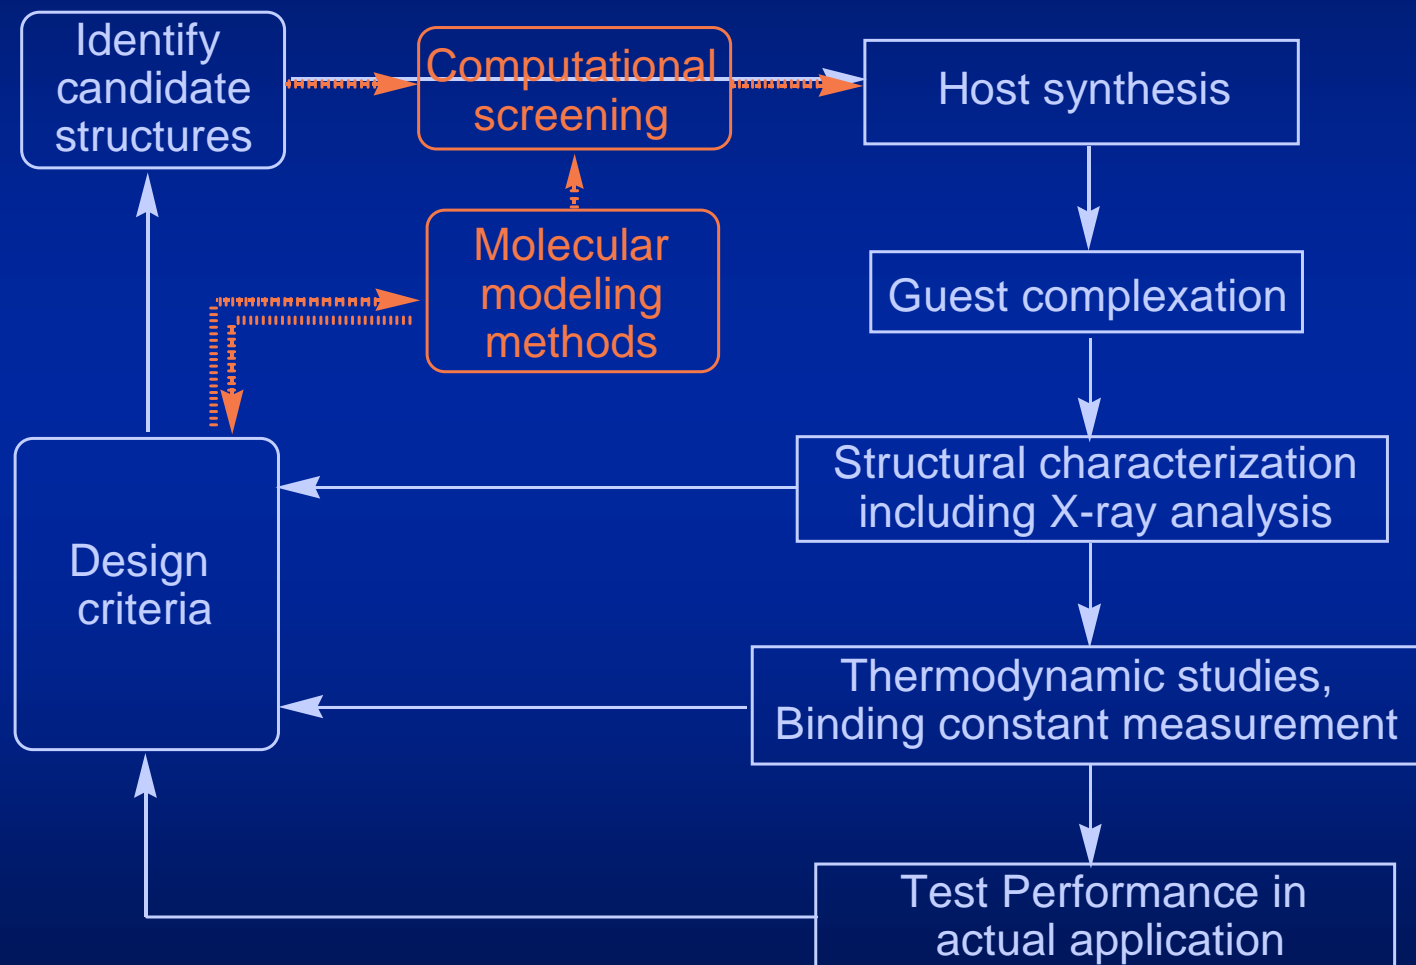 Identify
candidate
structures
Computational
screening
Host synthesis
Molecular
modeling
methods
Guest complexation
Structural characterization
including X-ray analysis
Design
criteria
Thermodynamic studies,
Binding constant measurement
Test Performance in
actual application